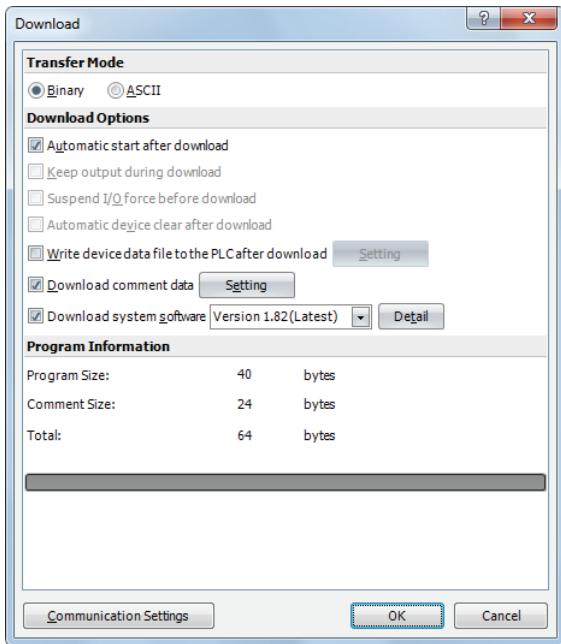 Download
Transfer Mode
Binary ASCII
Download Options
Automatic start after download
Keep output during download
Suspend I/O force before download
Automatic device clear after download
Write device data file to the PLC after download Setting
Download comment data Setting
Download system software Version 1.82(Latest) Detail
Program Information
Program Size: 40 bytes
Comment Size: 24 bytes
Total: 64 bytes
Communication Settings OK Cancel